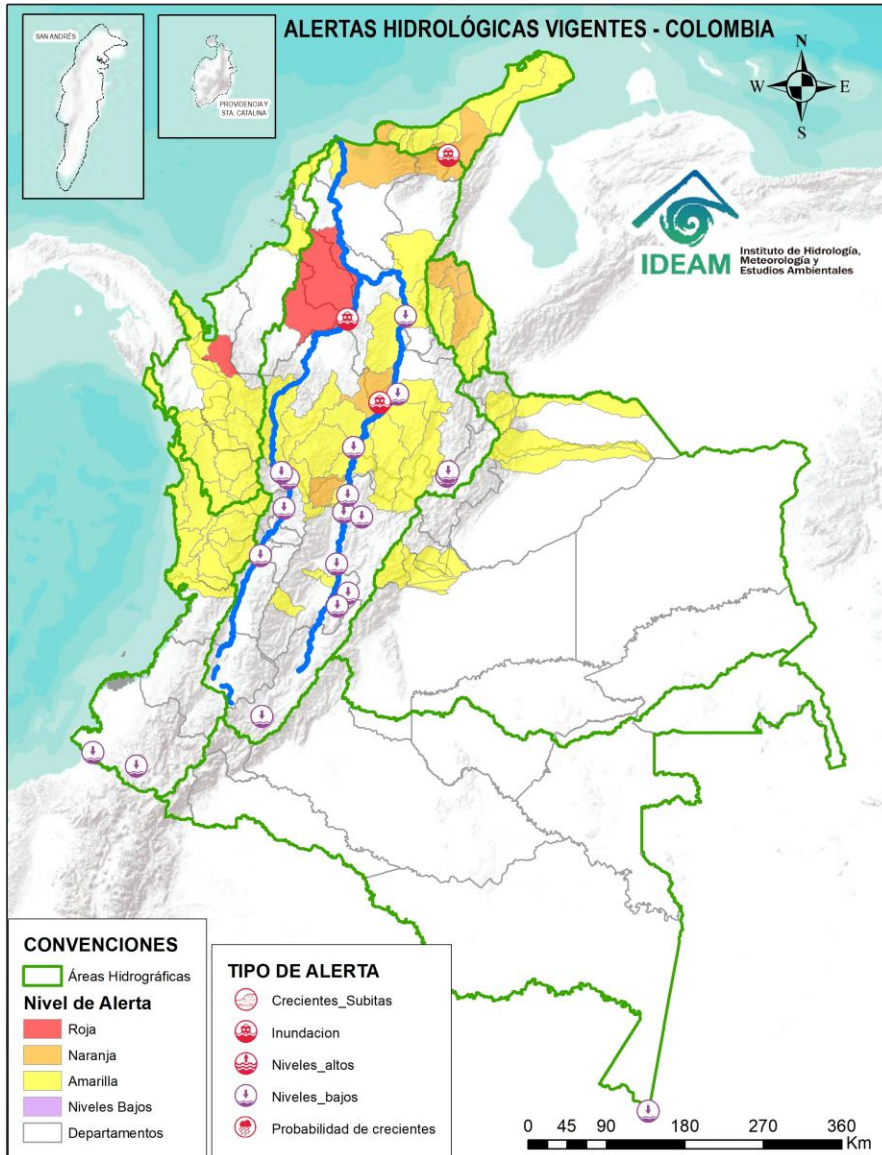 ALERTAS HIDROLÓGICAS VIGENTES - COLOMBIA
SAN ANDRÉS
PROVIDENCIA Y
STA. CATALINA
N
W
E
S
IDEAM
Instituto de Hidrología,
Meteorología y
Estudios Ambientales
CONVENCIONES
Áreas Hidrográficas
Nivel de Alerta
Roja
Naranja
Amarilla
Niveles Bajos
Departamentos
TIPO DE ALERTA
Crecientes_Subitas
Inundacion
Niveles_altos
Niveles_bajos
Probabilidad de crecientes
0 45 90 180 270 360
Km